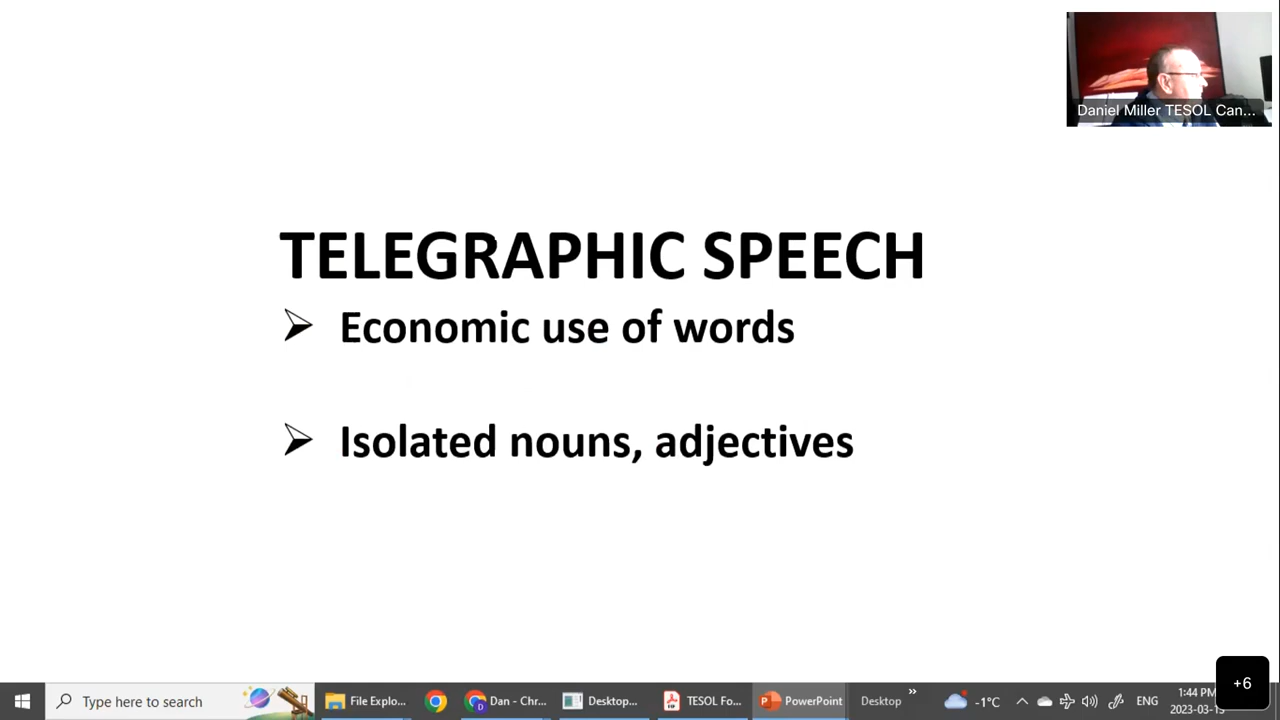 Daniel Miller TESOL Can...
TELEGRAPHIC SPEECH
➢ Economic use of words
➢ Isolated nouns, adjectives
+6
Type here to search
File Explo...
Dan - Chr...
Desktop...
TESOL Fo...
PowerPoint
Desktop
»
-1°C
ENG
1:44 PM